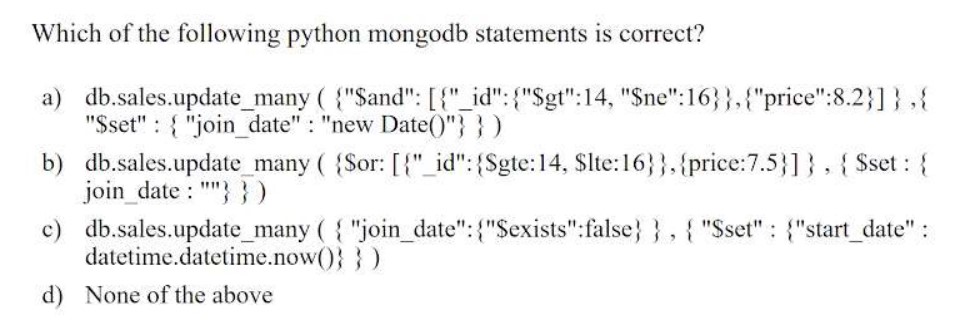 Which of the following python mongodb statements is correct?
a) db.sales.update_many ( {"$and": [{"_id":{"$gt":14, "$ne":16}},{"price":8.2}] } ,{
"$set" : { "join_date" : "new Date()"} } )
b) db.sales.update_many ( {$or: [{"_id":{$gte:14, $lte:16}},{price:7.5}] } , { $set : {
join_date : ""} } )
c) db.sales.update_many ( { "join_date":{"$exists":false} } , { "$set" : {"start_date" :
datetime.datetime.now()} } )
d) None of the above